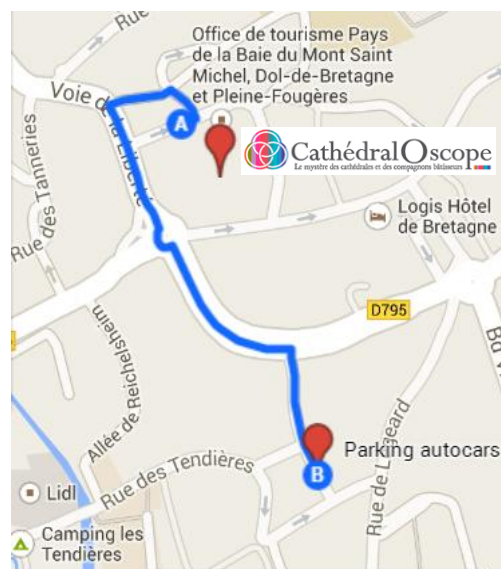 Office de tourisme Pays
de la Baie du Mont Saint
Michel, Dol-de-Bretagne
et Pleine-Fougères
Voie de la Liberté
A
CathédralOscope
Le mystère des cathédrales et des compagnons bâtisseurs
Rue des Tanneries
Logis Hôtel
de Bretagne
D795
Allée de Reichelsheim
B
Parking autocars
Rue de Légeard
Rue des Tendières
Lidl
Camping les
Tendières